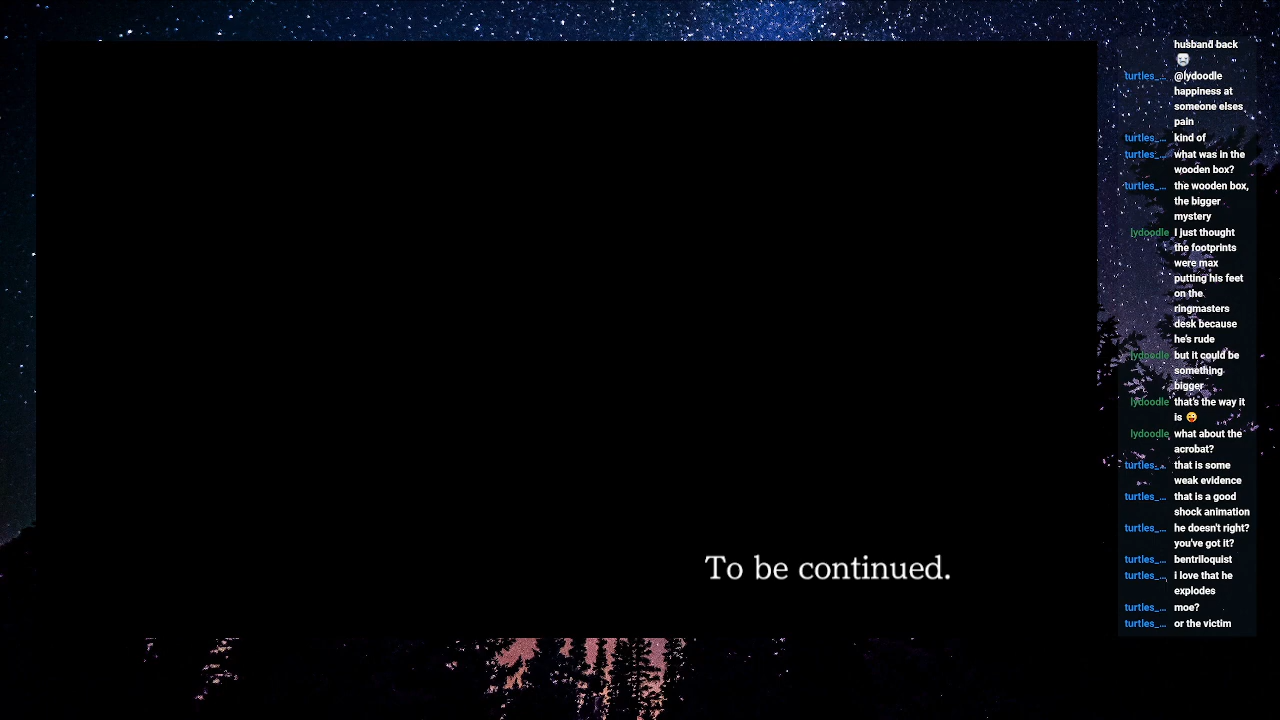 husband back
turtles_... @lydoodle
happiness at
someone elses
pain
turtles_... kind of
turtles_... what was in the
wooden box?
turtles_... the wooden box,
the bigger
mystery
lydoodle I just thought
the footprints
were max
putting his feet
on the
ringmasters
desk because
he's rude
lydoodle but it could be
something
bigger
lydoodle that's the way it
is 😜
lydoodle what about the
acrobat?
turtles_... that is some
weak evidence
turtles_... that is a good
shock animation
turtles_... he doesn't right?
you've got it?
turtles_... bentriloquist
turtles_... i love that he
explodes
turtles_... moe?
turtles_... or the victim
To be continued.